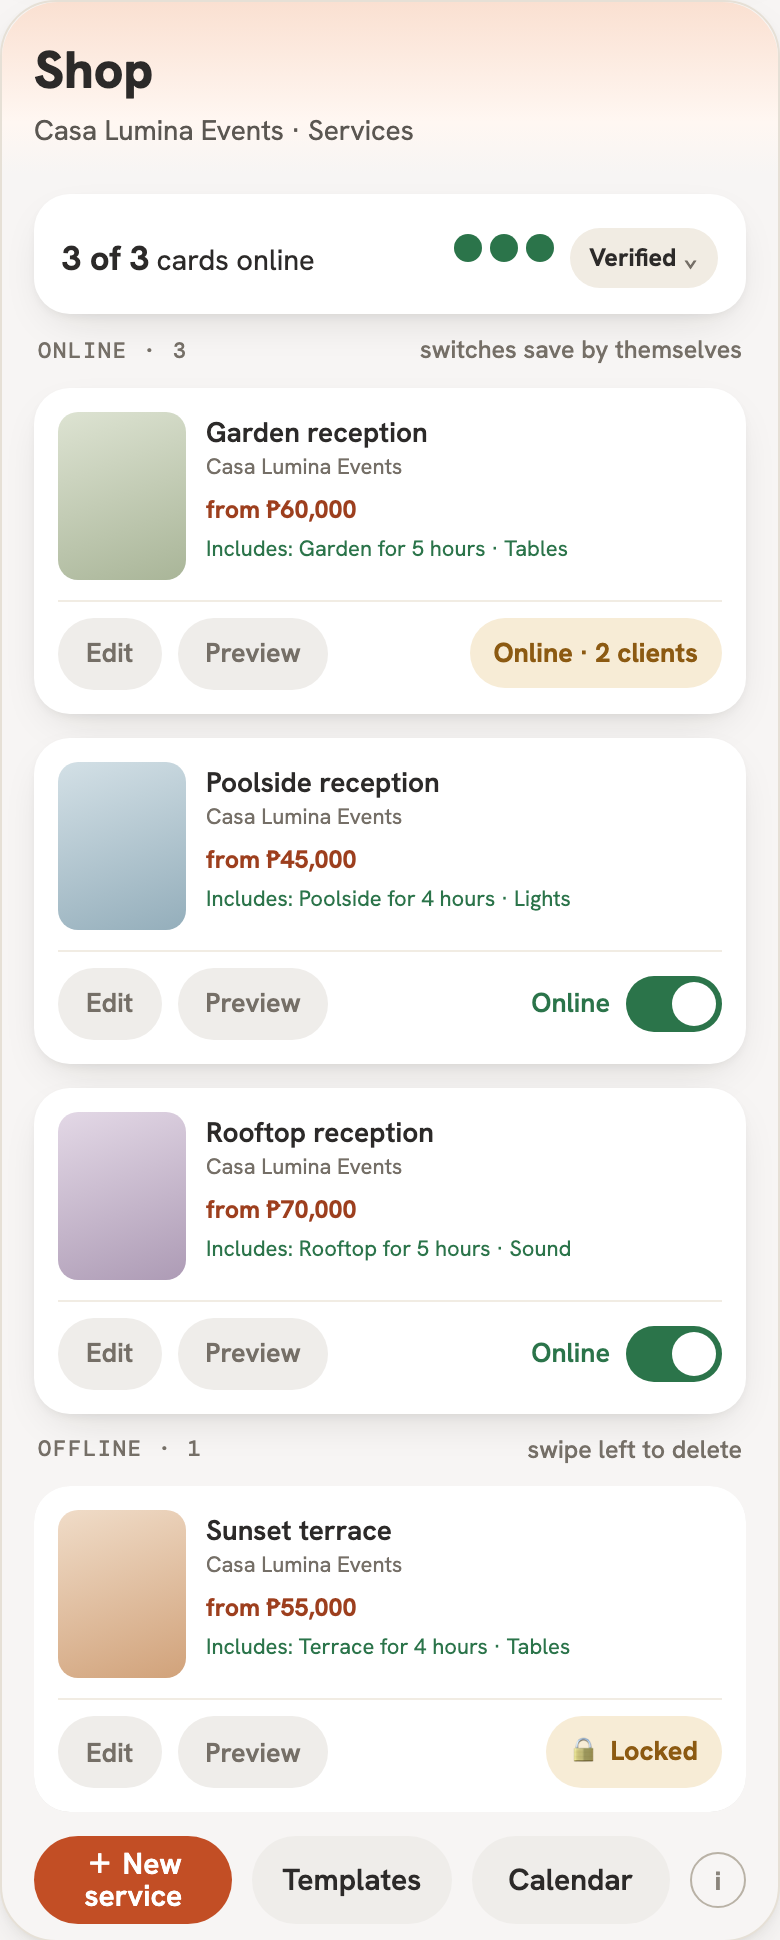 Shop
Casa Lumina Events · Services
3 of 3 cards online
Verified
ONLINE · 3
switches save by themselves
Garden reception
Casa Lumina Events
from ₱60,000
Includes: Garden for 5 hours · Tables
Edit
Preview
Online · 2 clients
Poolside reception
Casa Lumina Events
from ₱45,000
Includes: Poolside for 4 hours · Lights
Edit
Preview
Online
Rooftop reception
Casa Lumina Events
from ₱70,000
Includes: Rooftop for 5 hours · Sound
Edit
Preview
Online
OFFLINE · 1
swipe left to delete
Sunset terrace
Casa Lumina Events
from ₱55,000
Includes: Terrace for 4 hours · Tables
Edit
Preview
🔒 Locked
+ New
service
Templates
Calendar
i